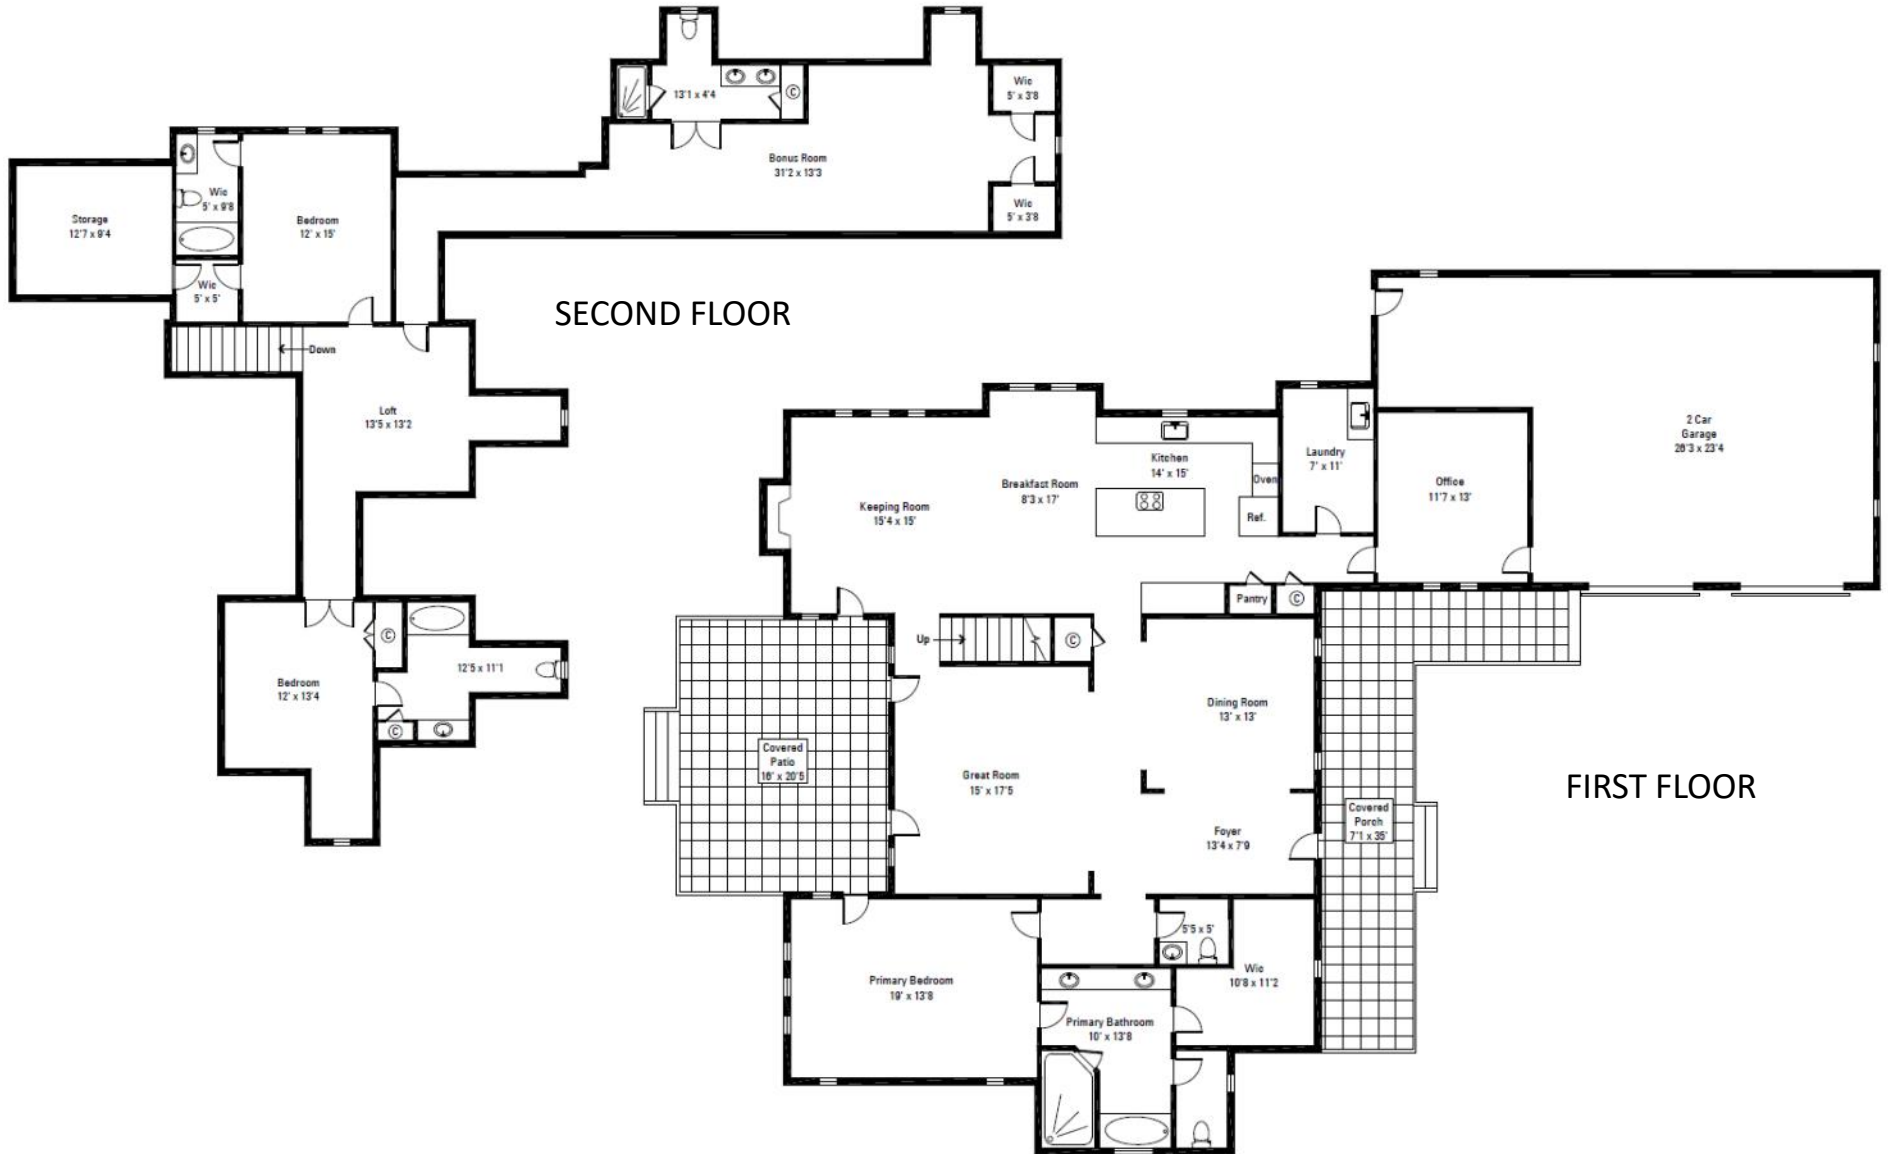 13'1 x 4'4
C
Wic
5' x 3'8
Bonus Room
31'2 x 13'3
Wic
5' x 3'8
Storage
12'7 x 9'4
Wic
5' x 9'8
Bedroom
12' x 15'
Wic
5' x 5'
SECOND FLOOR
Down
Loft
13'5 x 13'2
C
Bedroom
12' x 13'4
12'5 x 11'1
C
2 Car
Garage
26'3 x 23'4
Kitchen
14' x 15'
Laundry
7' x 11'
Breakfast Room
8'3 x 17'
Oven
Office
11'7 x 13'
Keeping Room
15'4 x 15'
Ref.
Pantry
C
Up
C
Dining Room
13' x 13'
Covered
Patio
16' x 20'5
Great Room
15' x 17'5
FIRST FLOOR
Foyer
13'4 x 7'9
Covered
Porch
7'1 x 35'
5'5 x 5'
Primary Bedroom
19' x 13'8
Wic
10'8 x 11'2
Primary Bathroom
10' x 13'8